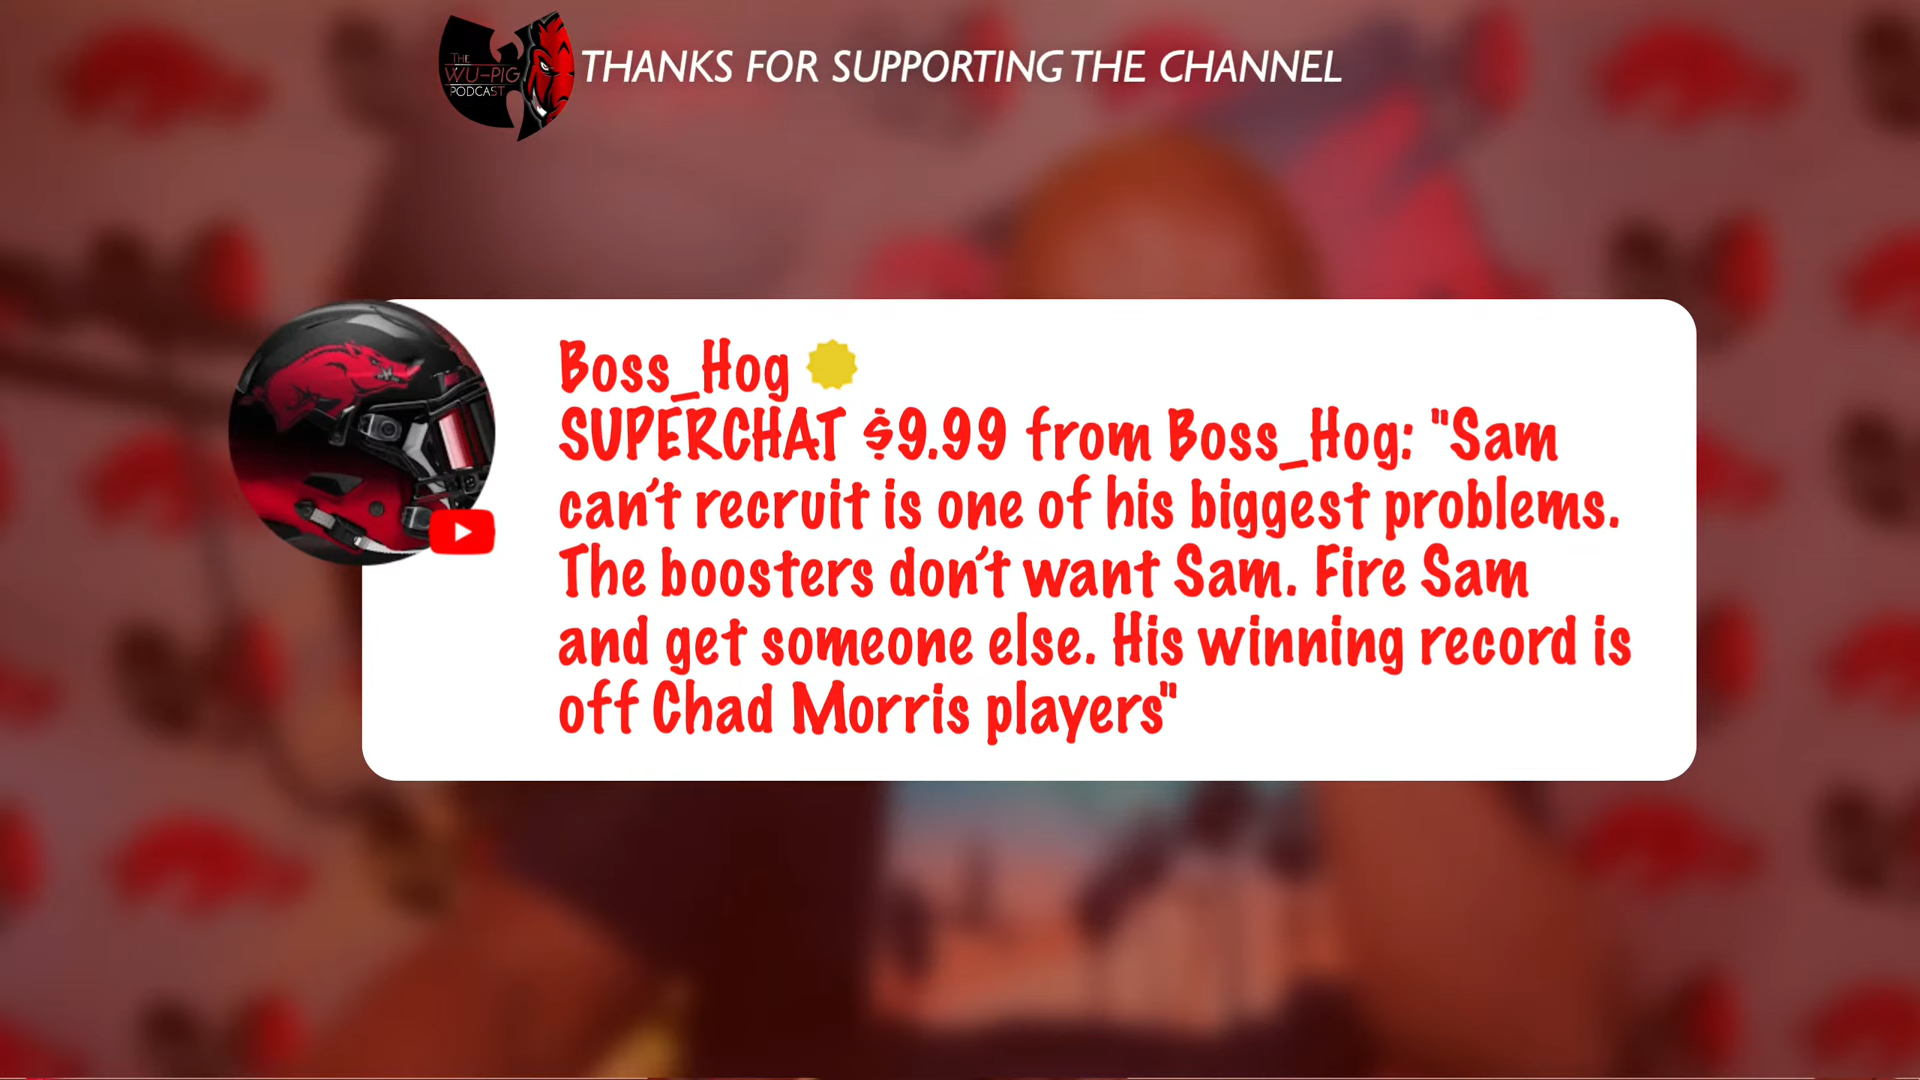 THE
WU-PIG
PODCAST
THANKS FOR SUPPORTING THE CHANNEL
Boss_Hog
SUPERCHAT $9.99 from Boss_Hog: "Sam
can't recruit is one of his biggest problems.
The boosters don't want Sam. Fire Sam
and get someone else. His winning record is
off Chad Morris players"